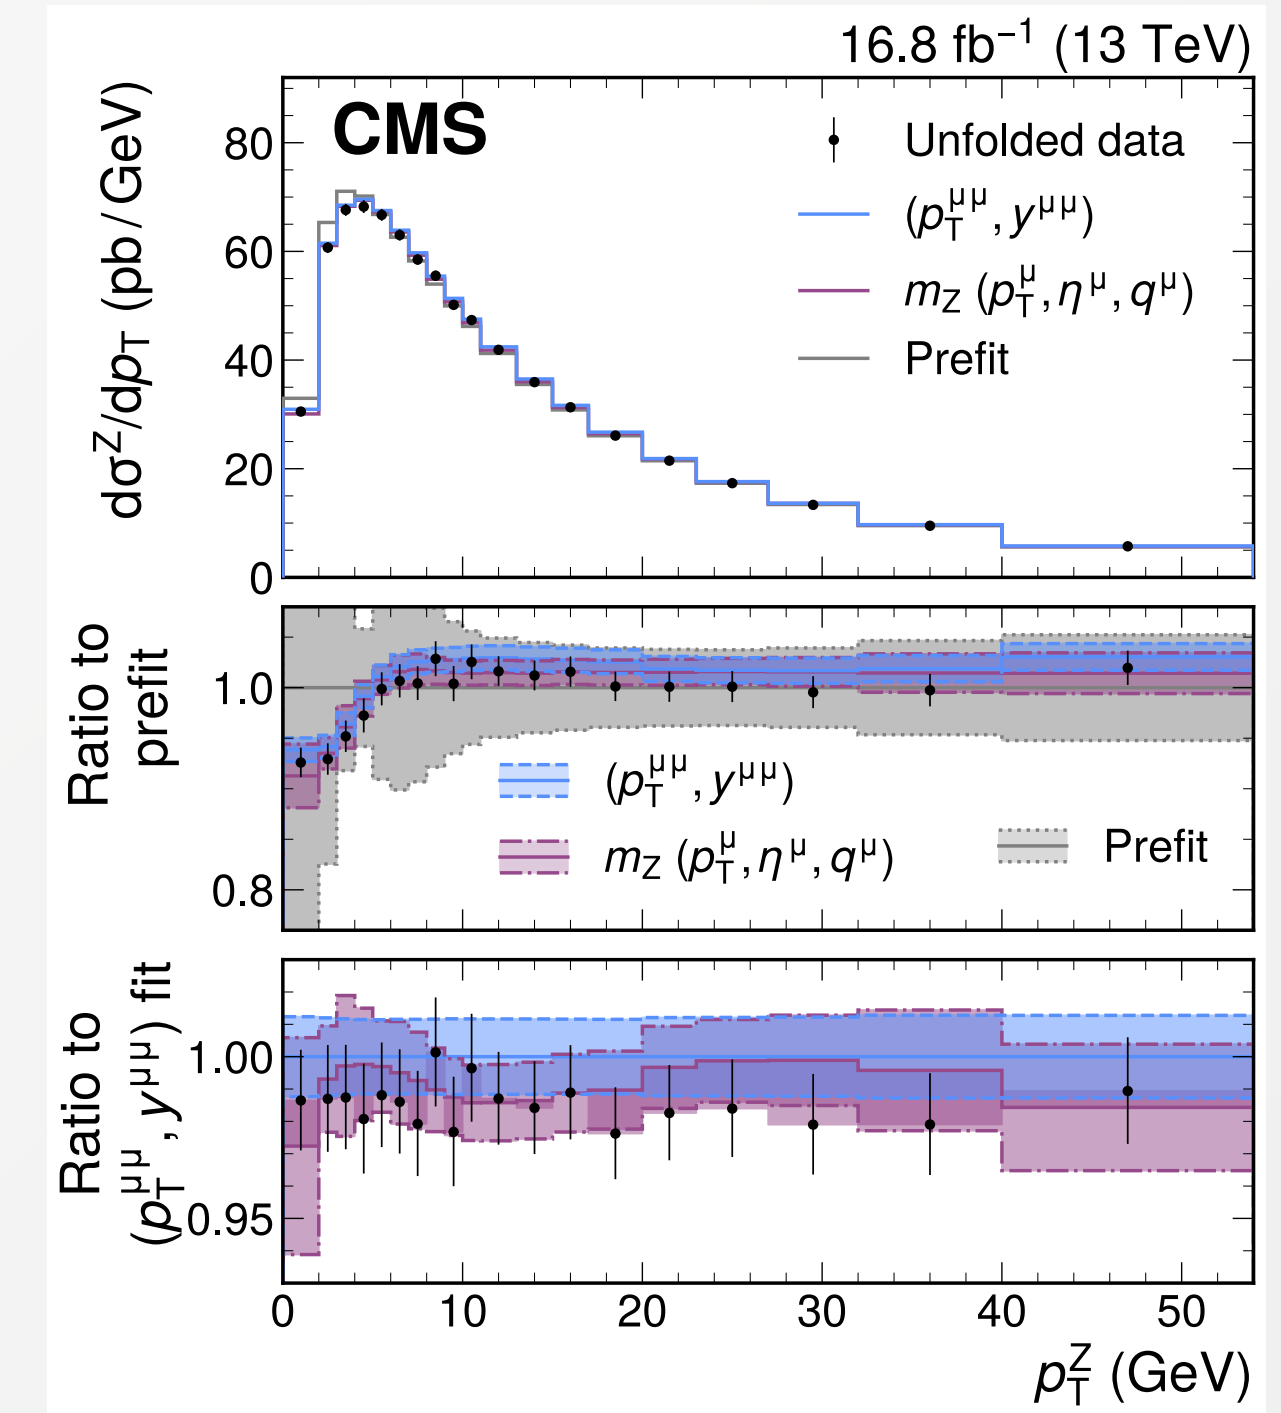 16.8 fb⁻¹ (13 TeV)
CMS
dσᶻ/dp_T (pb/GeV)
80
60
40
20
0
Unfolded data
(p_T^μμ, y^μμ)
m_Z (p_T^μ, η^μ, q^μ)
Prefit
Ratio to
prefit
1.0
0.8
(p_T^μμ, y^μμ)
m_Z (p_T^μ, η^μ, q^μ)
Prefit
Ratio to
(p_T^μμ, y^μμ) fit
1.00
0.95
0 10 20 30 40 50
p_T^Z (GeV)